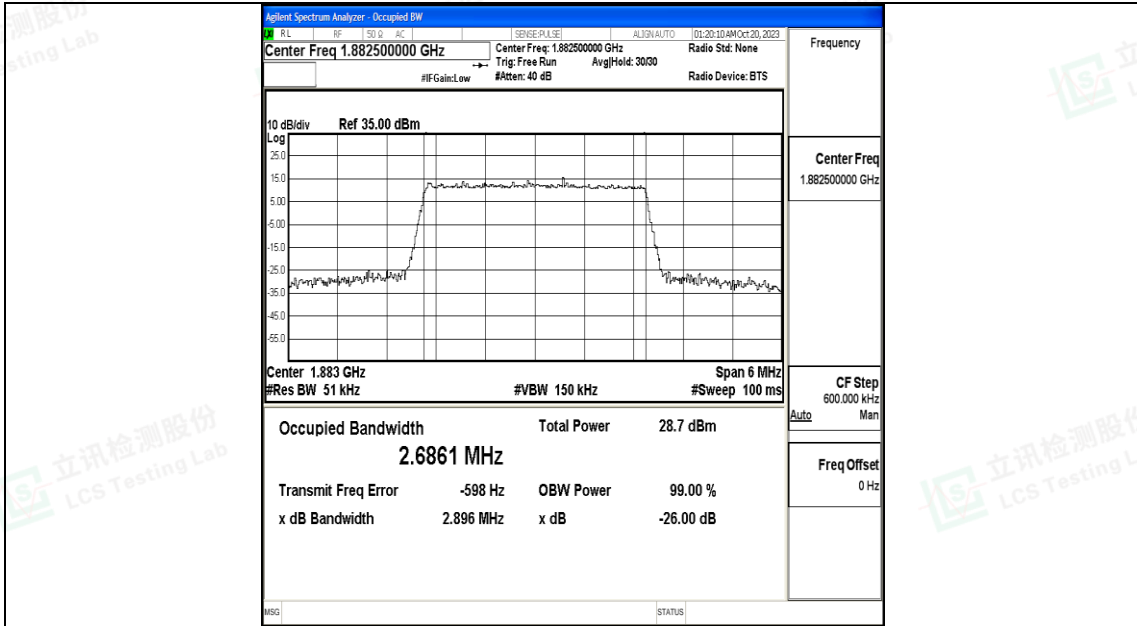 Agilent Spectrum Analyzer - Occupied BW
RL RF 50 Ω AC SENSE:PULSE ALIGN AUTO 01:20:10 AM Oct 20, 2023
Center Freq 1.882500000 GHz
Center Freq: 1.882500000 GHz
Radio Std: None
Trig: Free Run Avg|Hold: 30/30
#IFGain:Low
#Atten: 40 dB
Radio Device: BTS
Frequency
10 dB/div Ref 35.00 dBm
Log
25.0
15.0
5.00
-5.00
-15.0
-25.0
-35.0
-45.0
-55.0
Center 1.883 GHz
Span 6 MHz
#Res BW 51 kHz
#VBW 150 kHz
#Sweep 100 ms
Center Freq
1.882500000 GHz
CF Step
600.000 kHz
Auto Man
Freq Offset
0 Hz
Occupied Bandwidth
2.6861 MHz
Total Power 28.7 dBm
Transmit Freq Error -598 Hz
OBW Power 99.00 %
x dB Bandwidth 2.896 MHz
x dB -26.00 dB
MSG
STATUS
立讯检测股份
LCS Testing Lab
立讯检测股份
LCS Testing L
测股份
sting Lab
立